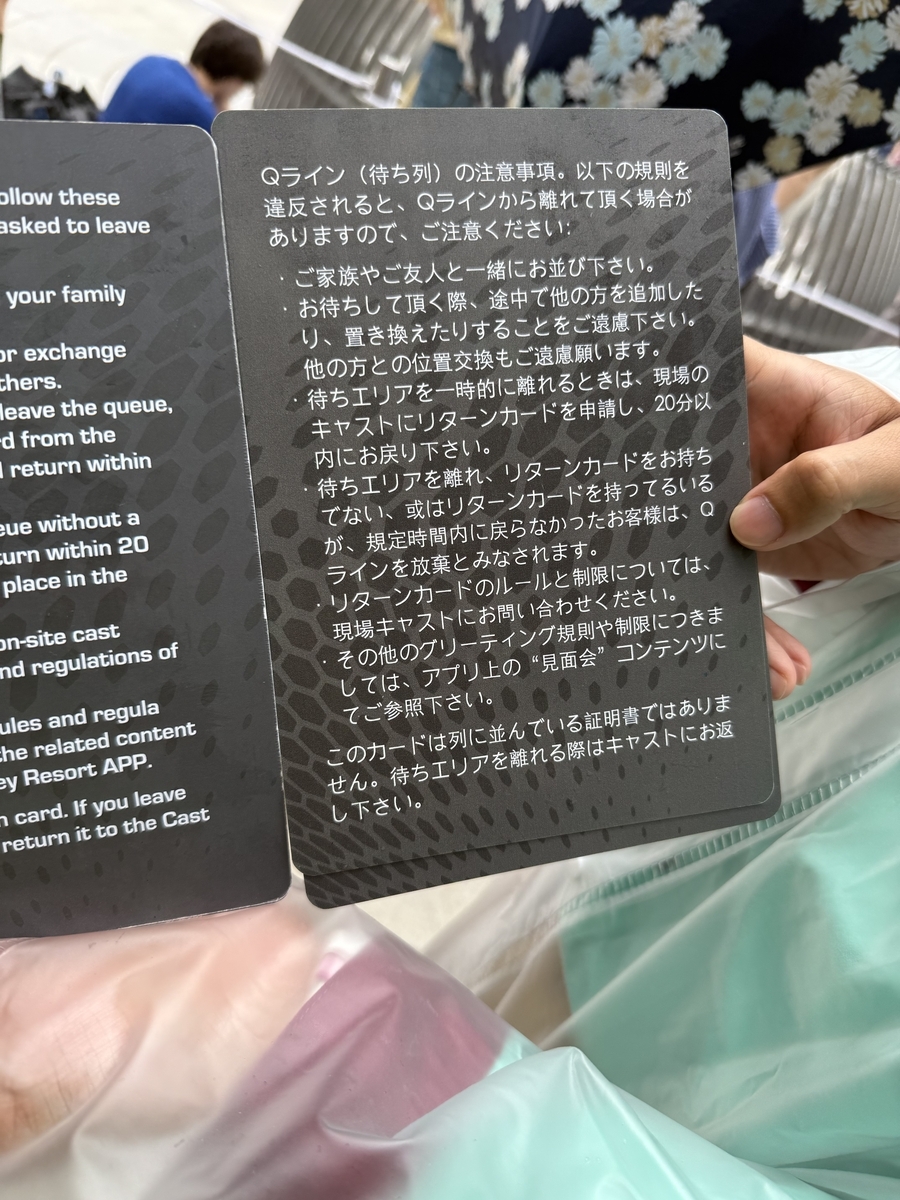 ollow these
asked to leave
your family
or exchange
thers.
leave the queue,
rd from the
return within
eue without a
turn within 20
place in the
on-site cast
nd regulations of
ules and regula
the related content
ey Resort APP.
n card. If you leave
return it to the Cast
Qライン（待ち列）の注意事項。以下の規則を
違反されると、Qラインから離れて頂く場合が
ありますので、ご注意ください:
· ご家族やご友人と一緒にお並び下さい。
· お待ちして頂く際、途中で他の方を追加した
り、置き換えたりすることをご遠慮下さい。
他の方との位置交換もご遠慮願います。
· 待ちエリアを一時的に離れるときは、現場の
キャストにリターンカードを申請し、20分以
内にお戻り下さい。
· 待ちエリアを離れ、リターンカードをお持ち
でない、或はリターンカードを持ってるいる
が、規定時間内に戻らなかったお客様は、Q
ラインを放棄とみなされます。
· リターンカードのルールと制限については、
現場キャストにお問い合わせください。
· その他のグリーティング規則や制限につきま
しては、アプリ上の“見面会”コンテンツに
てご参照下さい。
このカードは列に並んでいる証明書ではありま
せん。待ちエリアを離れる際はキャストにお返
し下さい。